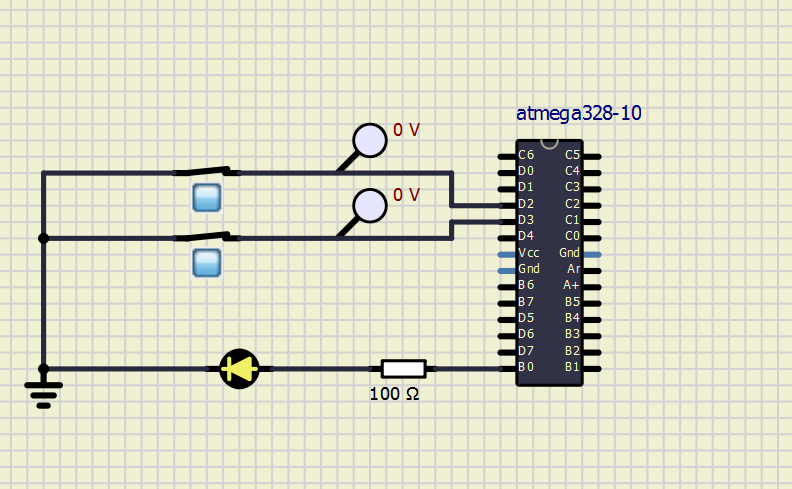 atmega328-10
0 V
0 V
C6 C5
D0 C4
D1 C3
D2 C2
D3 C1
D4 C0
Vcc Gnd
Gnd Ar
B6 A+
B7 B5
D5 B4
D6 B3
D7 B2
B0 B1
100 Ω